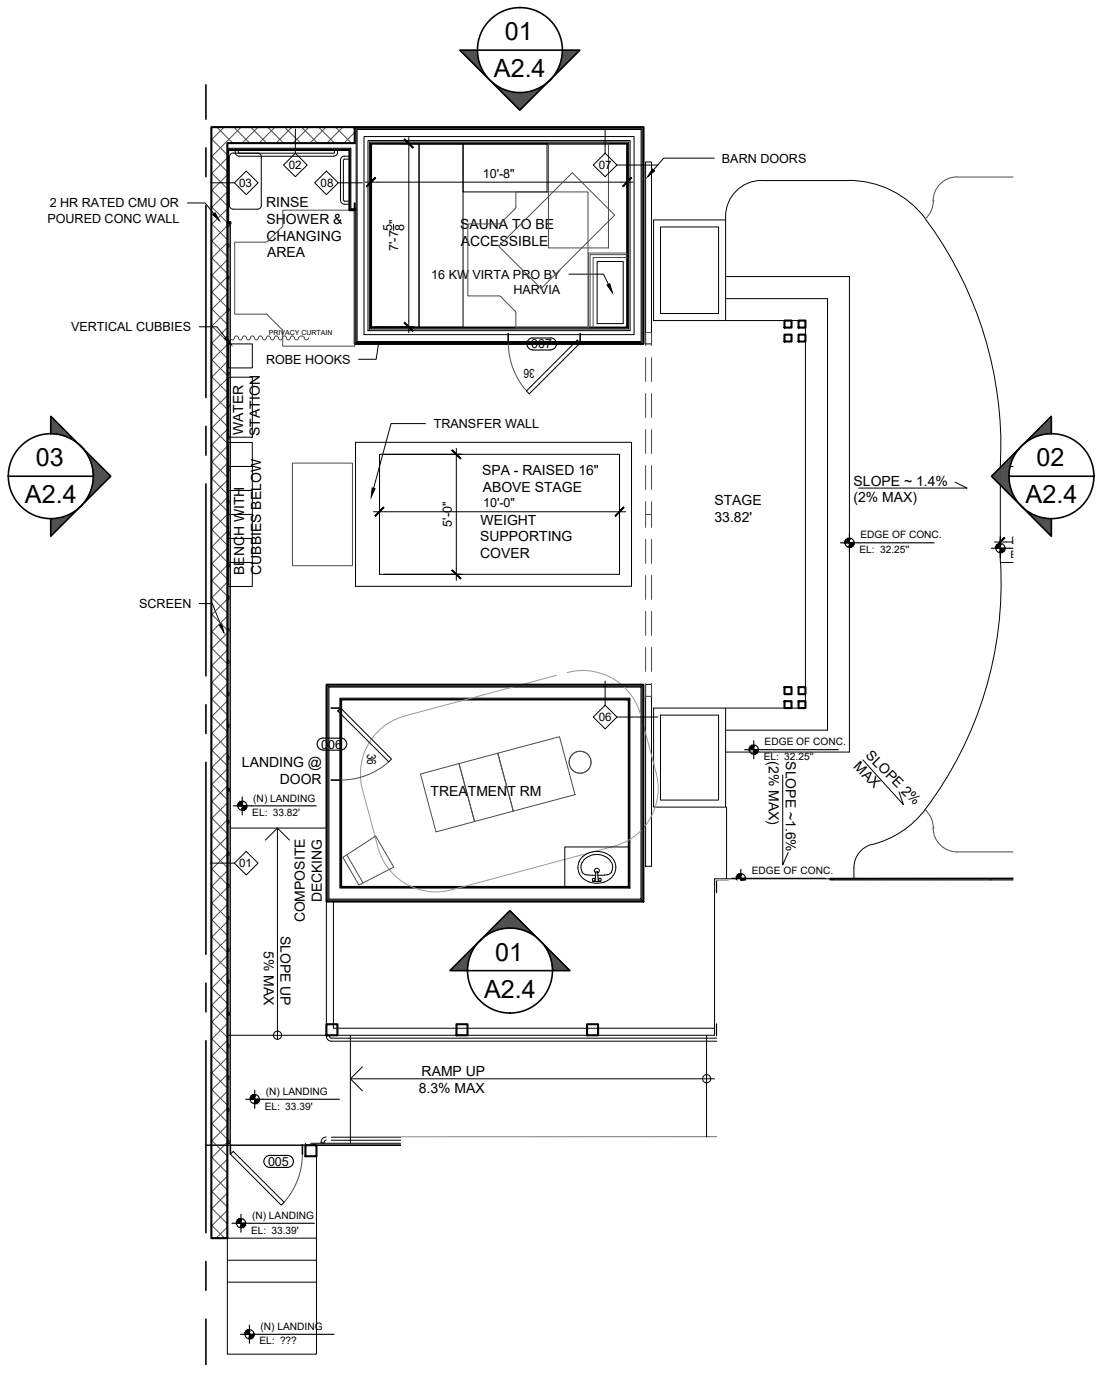 01
A2.4
BARN DOORS
02
07
03
08
10'-8"
2 HR RATED CMU OR
POURED CONC WALL
RINSE
SHOWER &
CHANGING
AREA
7'-7 5/8"
SAUNA TO BE
ACCESSIBLE
16 KW VIRTA PRO BY
HARVIA
VERTICAL CUBBIES
PRIVACY CURTAIN
ROBE HOOKS
007
36
WATER
STATION
TRANSFER WALL
03
A2.4
BENCH WITH
CUBBIES BELOW
SPA - RAISED 16"
ABOVE STAGE
10'-0"
5'-0"
WEIGHT
SUPPORTING
COVER
STAGE
33.82'
SLOPE ~ 1.4%
(2% MAX)
02
A2.4
EDGE OF CONC.
EL: 32.25"
SCREEN
06
006
36
LANDING @
DOOR
EDGE OF CONC.
EL: 32.25"
SLOPE ~1.6%
(2% MAX)
SLOPE 2%
MAX
TREATMENT RM
(N) LANDING
EL: 33.82'
01
COMPOSITE
DECKING
EDGE OF CONC.
SLOPE UP
5% MAX
01
A2.4
RAMP UP
8.3% MAX
(N) LANDING
EL: 33.39'
005
(N) LANDING
EL: 33.39'
(N) LANDING
EL: ???